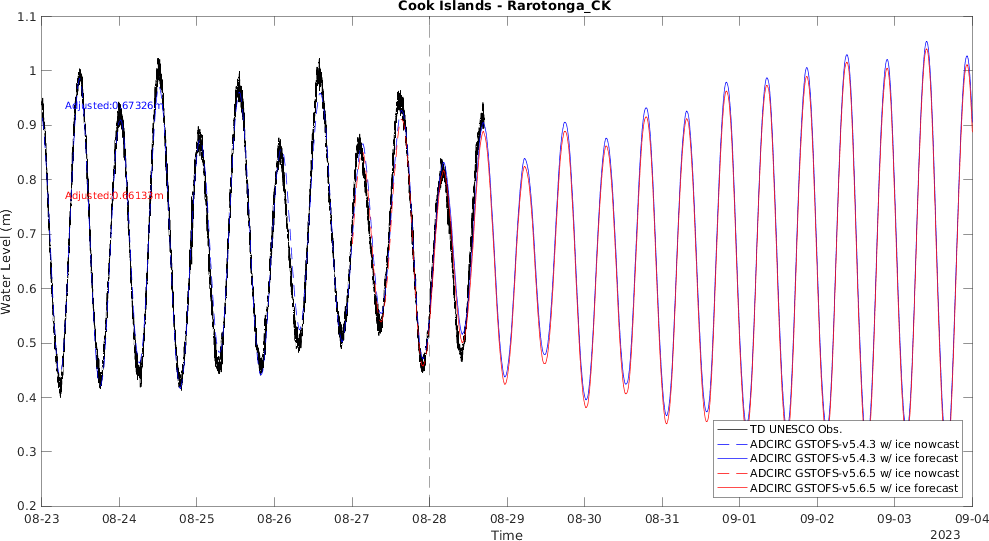 Cook Islands - Rarotonga_CK
1.1
1
0.9
0.8
0.7
0.6
0.5
0.4
0.3
0.2
Water Level (m)
Adjusted:0.67326m
Adjusted:0.66133m
TD UNESCO Obs.
ADCIRC GSTOFS-v5.4.3 w/ ice nowcast
ADCIRC GSTOFS-v5.4.3 w/ ice forecast
ADCIRC GSTOFS-v5.6.5 w/ ice nowcast
ADCIRC GSTOFS-v5.6.5 w/ ice forecast
08-23 08-24 08-25 08-26 08-27 08-28 08-29 08-30 08-31 09-01 09-02 09-03 09-04
Time
2023